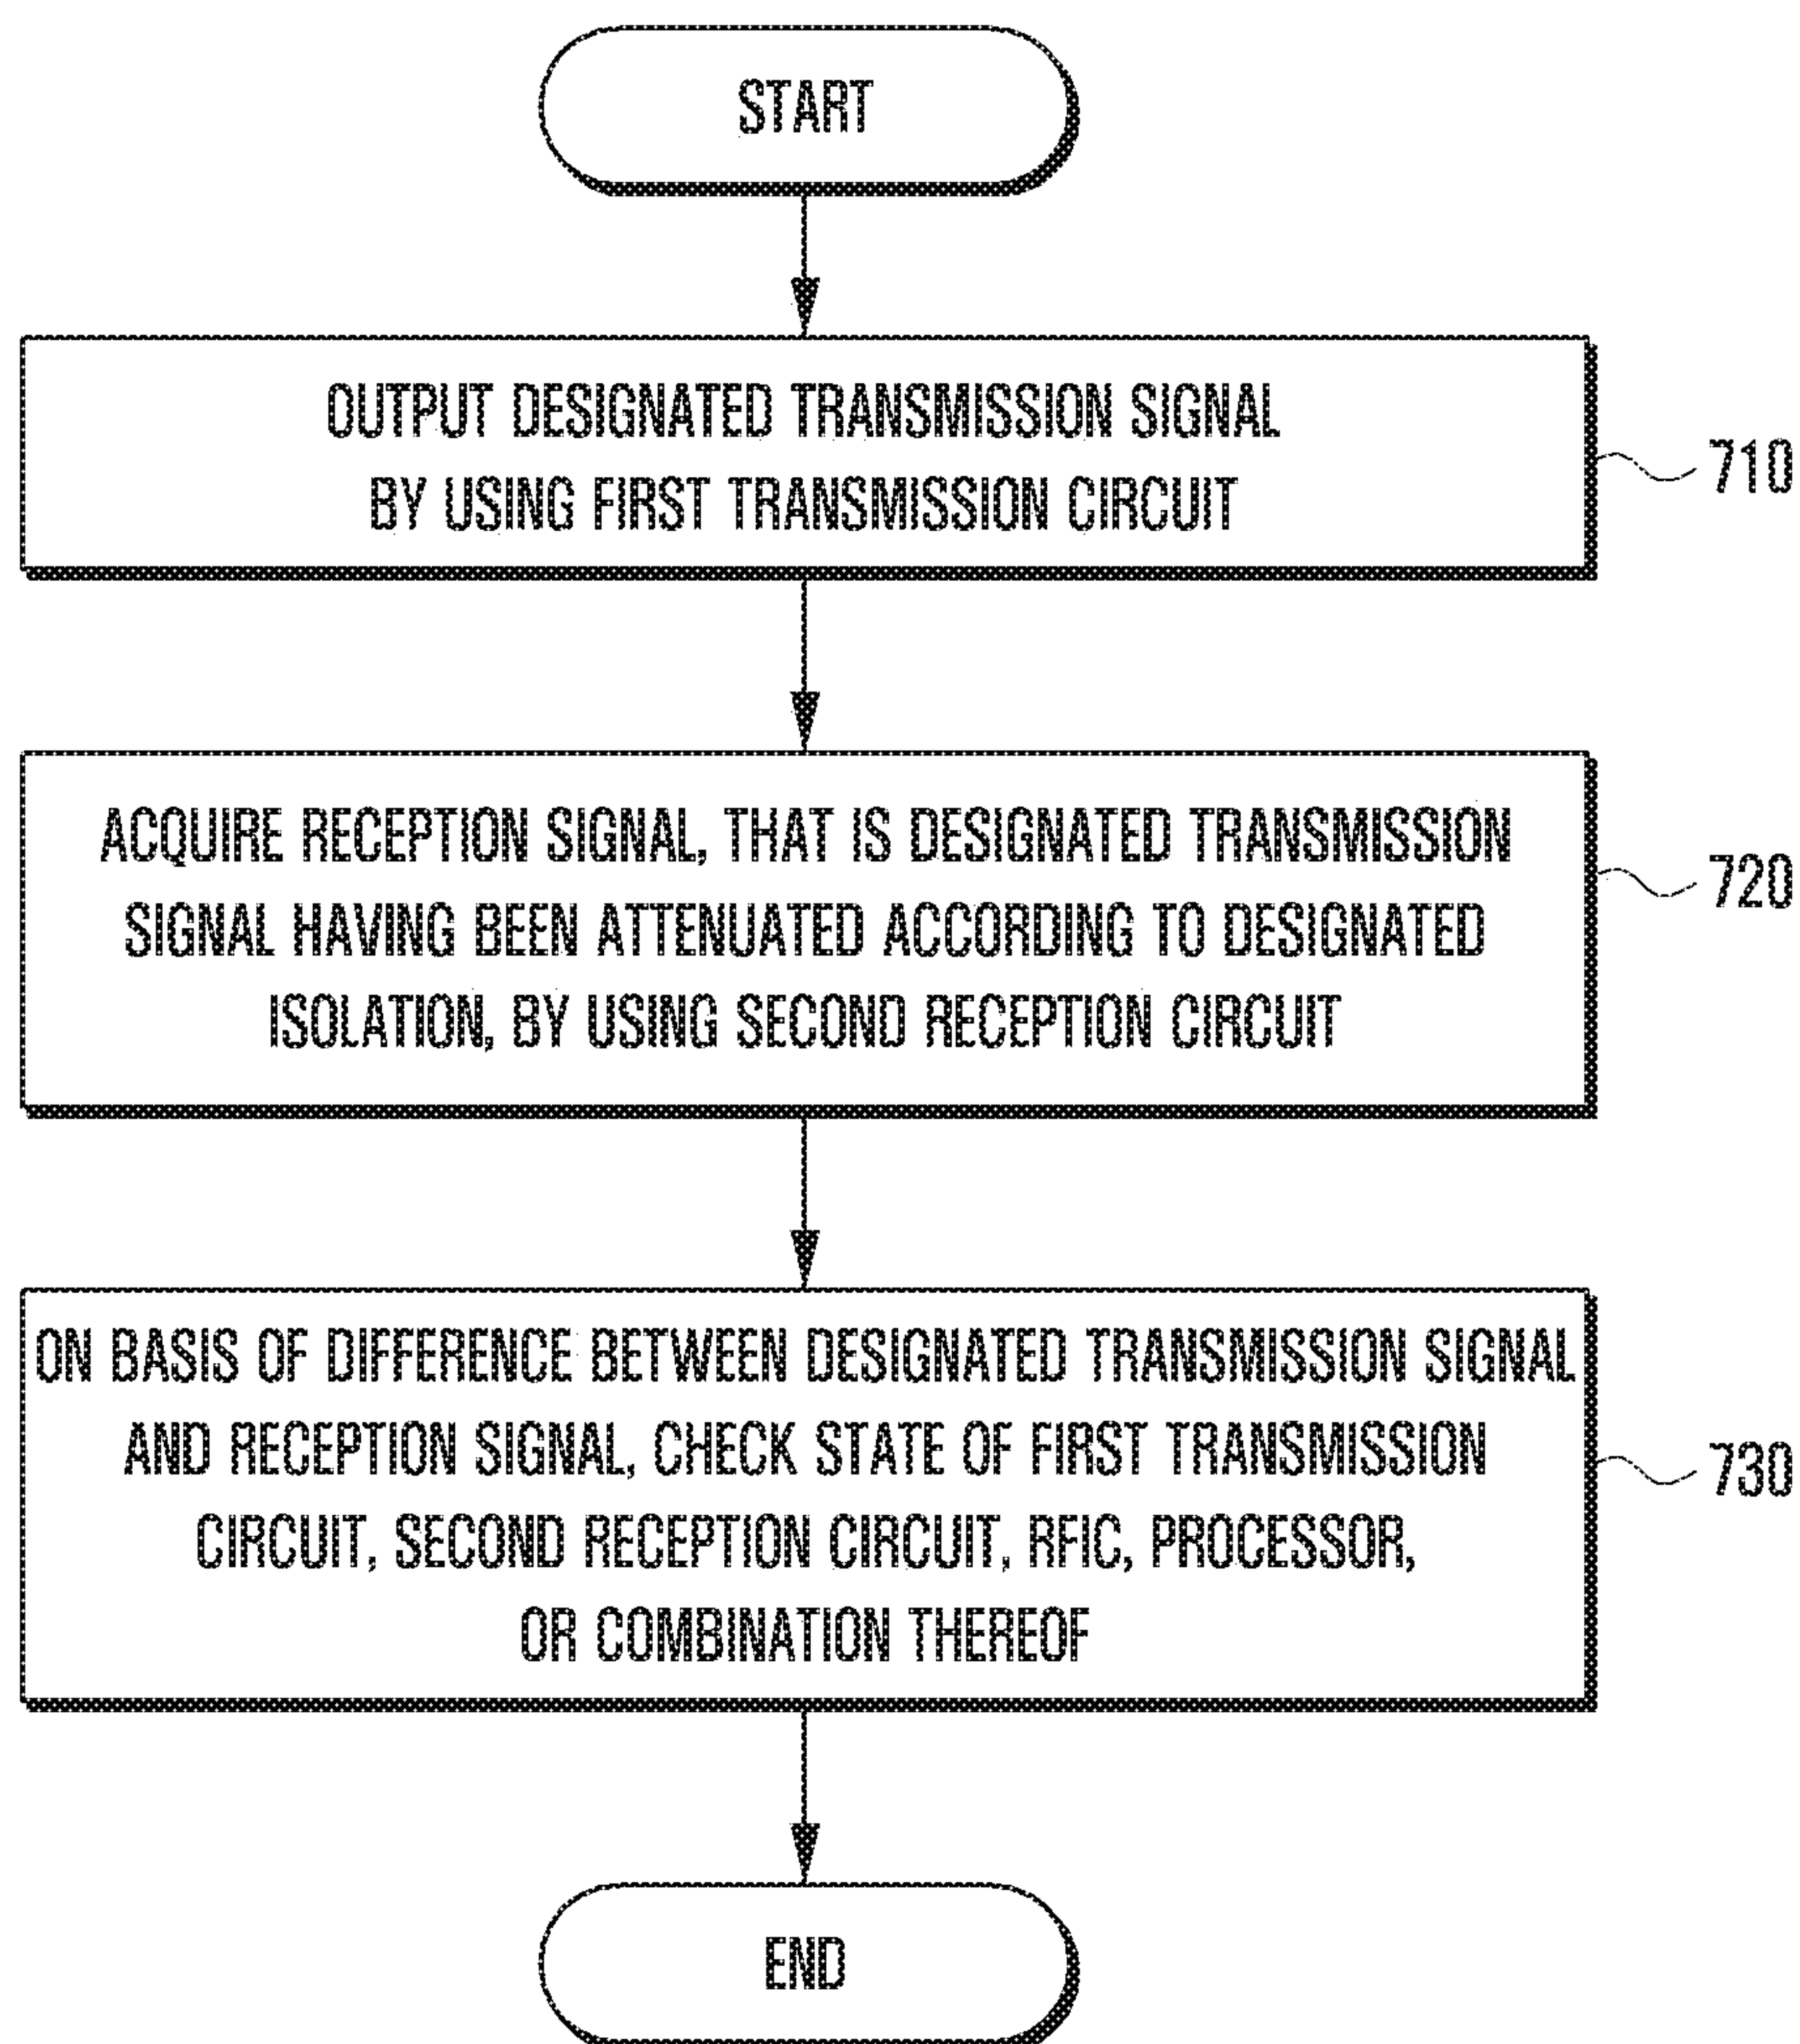 START
OUTPUT DESIGNATED TRANSMISSION SIGNAL
BY USING FIRST TRANSMISSION CIRCUIT
710
ACQUIRE RECEPTION SIGNAL, THAT IS DESIGNATED TRANSMISSION
SIGNAL HAVING BEEN ATTENUATED ACCORDING TO DESIGNATED
ISOLATION, BY USING SECOND RECEPTION CIRCUIT
720
ON BASIS OF DIFFERENCE BETWEEN DESIGNATED TRANSMISSION SIGNAL
AND RECEPTION SIGNAL, CHECK STATE OF FIRST TRANSMISSION
CIRCUIT, SECOND RECEPTION CIRCUIT, RFIC, PROCESSOR,
OR COMBINATION THEREOF
730
END